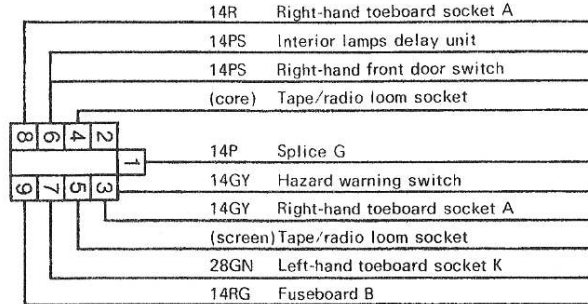 14R Right-hand toeboard socket A
14PS Interior lamps delay unit
14PS Right-hand front door switch
(core) Tape/radio loom socket
8 6 4 2
1
14P Splice G
14GY Hazard warning switch
9 7 5 3
14GY Right-hand toeboard socket A
(screen) Tape/radio loom socket
28GN Left-hand toeboard socket K
14RG Fuseboard B